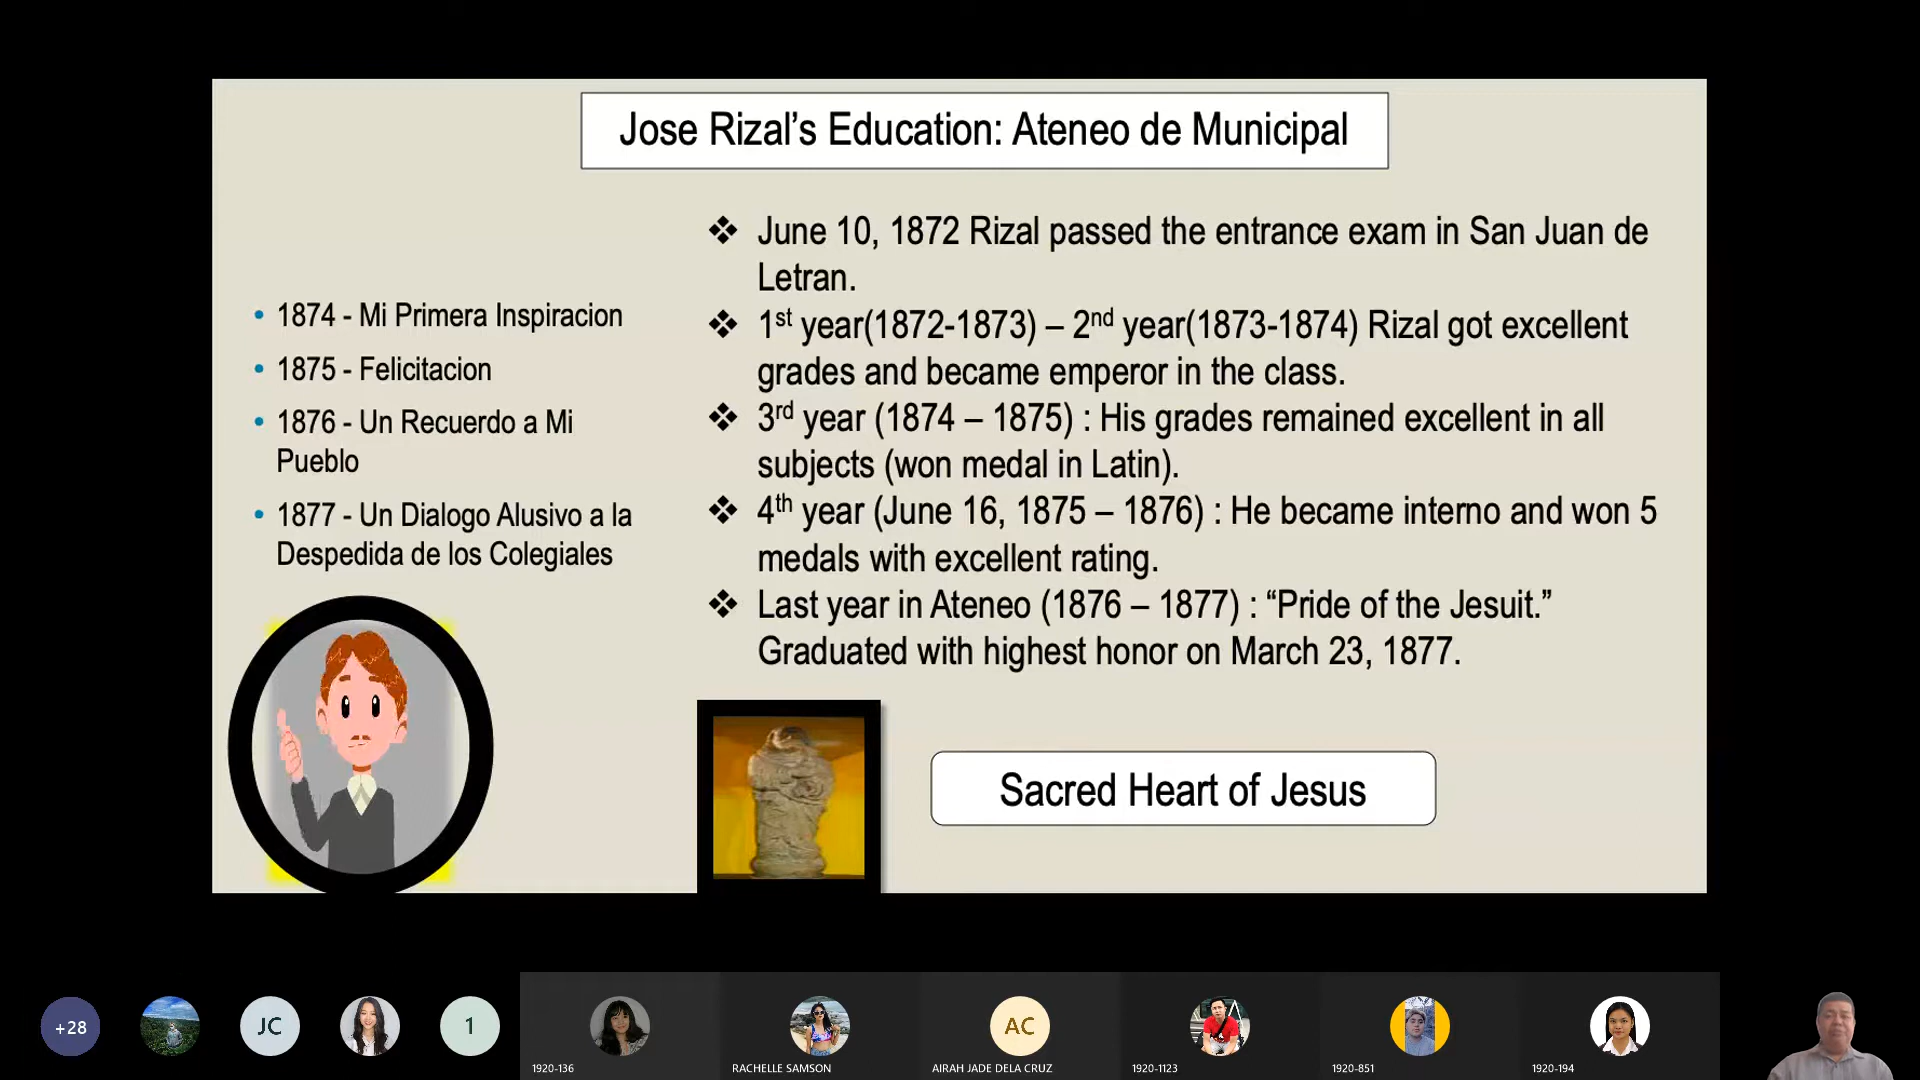 Jose Rizal’s Education: Ateneo de Municipal
• 1874 - Mi Primera Inspiracion
• 1875 - Felicitacion
• 1876 - Un Recuerdo a Mi
Pueblo
• 1877 - Un Dialogo Alusivo a la
Despedida de los Colegiales
❖ June 10, 1872 Rizal passed the entrance exam in San Juan de
Letran.
❖ 1st year(1872-1873) – 2nd year(1873-1874) Rizal got excellent
grades and became emperor in the class.
❖ 3rd year (1874 – 1875) : His grades remained excellent in all
subjects (won medal in Latin).
❖ 4th year (June 16, 1875 – 1876) : He became interno and won 5
medals with excellent rating.
❖ Last year in Ateneo (1876 – 1877) : “Pride of the Jesuit.”
Graduated with highest honor on March 23, 1877.
Sacred Heart of Jesus
+28
JC
1
AC
1920-136
RACHELLE SAMSON
AIRAH JADE DELA CRUZ
1920-1123
1920-851
1920-194